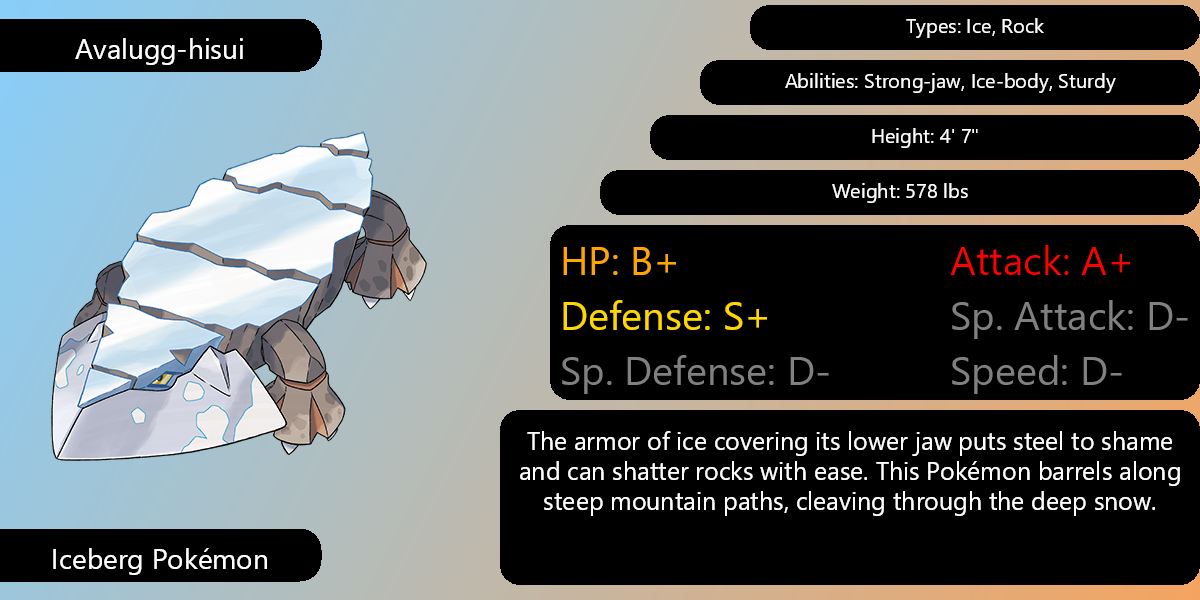 Avalugg-hisui
Types: Ice, Rock
Abilities: Strong-jaw, Ice-body, Sturdy
Height: 4' 7"
Weight: 578 lbs
HP: B+
Attack: A+
Defense: S+
Sp. Attack: D-
Sp. Defense: D-
Speed: D-
The armor of ice covering its lower jaw puts steel to shame
and can shatter rocks with ease. This Pokémon barrels along
steep mountain paths, cleaving through the deep snow.
Iceberg Pokémon